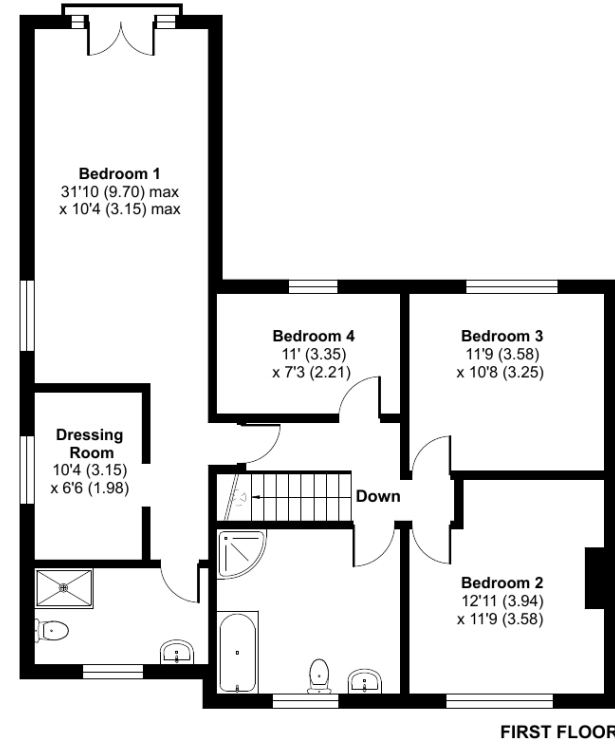 Bedroom 1
31'10 (9.70) max
x 10'4 (3.15) max
Bedroom 4
11' (3.35)
x 7'3 (2.21)
Bedroom 3
11'9 (3.58)
x 10'8 (3.25)
Dressing
Room
10'4 (3.15)
x 6'6 (1.98)
Down
Bedroom 2
12'11 (3.94)
x 11'9 (3.58)
FIRST FLOOR